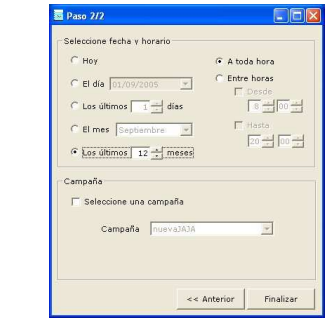 Paso 2/2
Seleccione fecha y horario
Hoy
El día 01/09/2005
Los últimos 1 días
El mes Septiembre
Los últimos 12 meses
A toda hora
Entre horas
Desde
8 00
Hasta
20 00
Campaña
Seleccione una campaña
Campaña nuevaJAJA
<< Anterior Finalizar